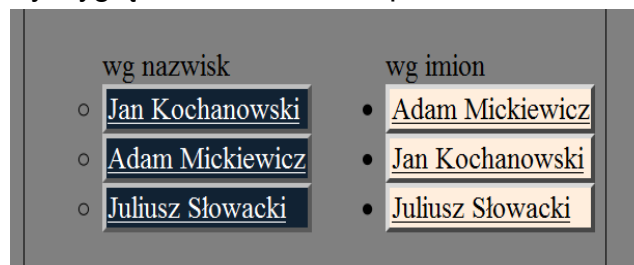 wg nazwisk
Jan Kochanowski
Adam Mickiewicz
Juliusz Słowacki
wg imion
Adam Mickiewicz
Jan Kochanowski
Juliusz Słowacki